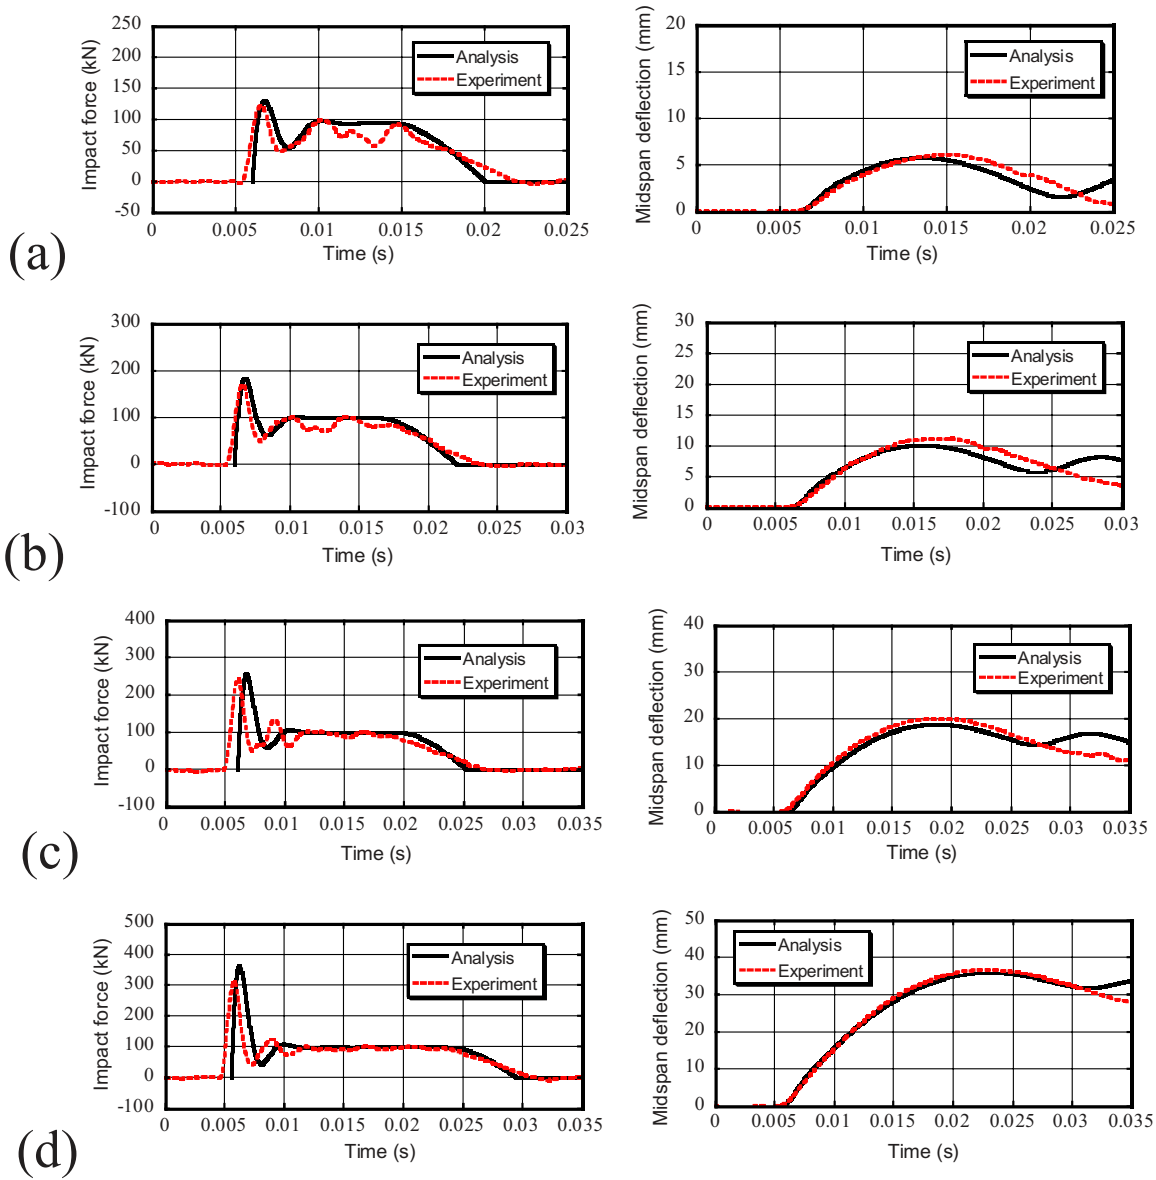 250
200
150
100
50
0
-50
Impact force (kN)
Analysis
Experiment
0 0.005 0.01 0.015 0.02 0.025
Time (s)
20
15
10
5
0
Midspan deflection (mm)
Analysis
Experiment
0 0.005 0.01 0.015 0.02 0.025
Time (s)
(a)
300
200
100
0
-100
Impact force (kN)
Analysis
Experiment
0 0.005 0.01 0.015 0.02 0.025 0.03
Time (s)
30
25
20
15
10
5
0
Midspan deflection (mm)
Analysis
Experiment
0 0.005 0.01 0.015 0.02 0.025 0.03
Time (s)
(b)
400
300
200
100
0
-100
Impact force (kN)
Analysis
Experiment
0 0.005 0.01 0.015 0.02 0.025 0.03 0.035
Time (s)
40
30
20
10
0
Midspan deflection (mm)
Analysis
Experiment
0 0.005 0.01 0.015 0.02 0.025 0.03 0.035
Time (s)
(c)
500
400
300
200
100
0
-100
Impact force (kN)
Analysis
Experiment
0 0.005 0.01 0.015 0.02 0.025 0.03 0.035
Time (s)
50
40
30
20
10
0
Midspan deflection (mm)
Analysis
Experiment
0 0.005 0.01 0.015 0.02 0.025 0.03 0.035
Time (s)
(d)